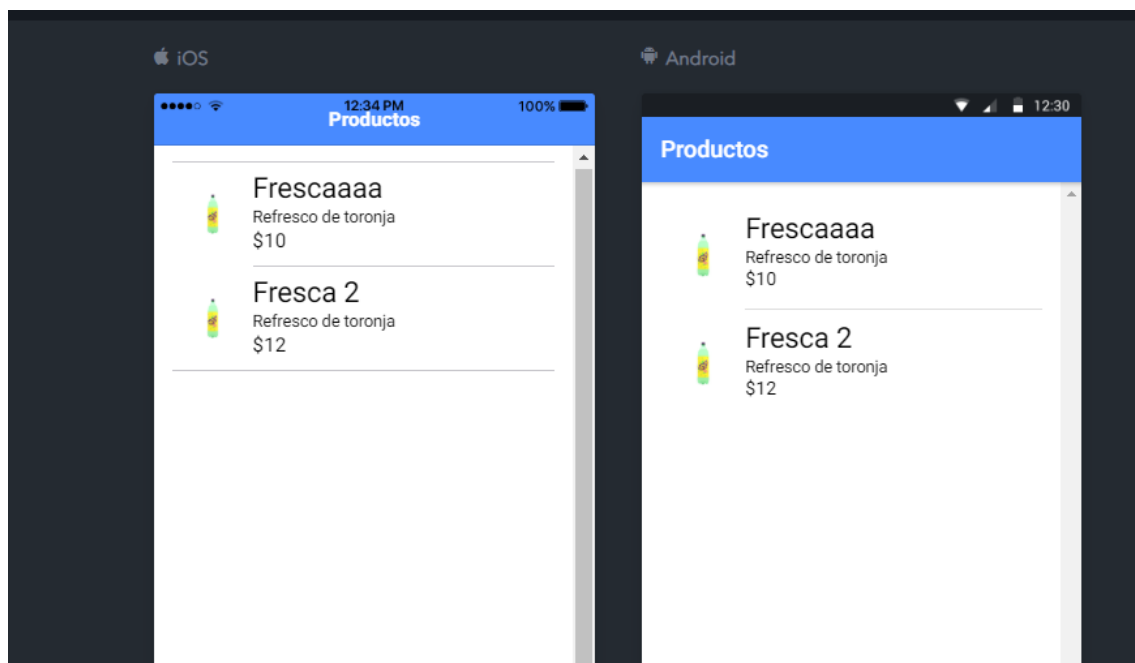 iOS
12:34 PM
100%
Productos
Frescaaaa
Refresco de toronja
$10
Fresca 2
Refresco de toronja
$12
Android
12:30
Productos
Frescaaaa
Refresco de toronja
$10
Fresca 2
Refresco de toronja
$12